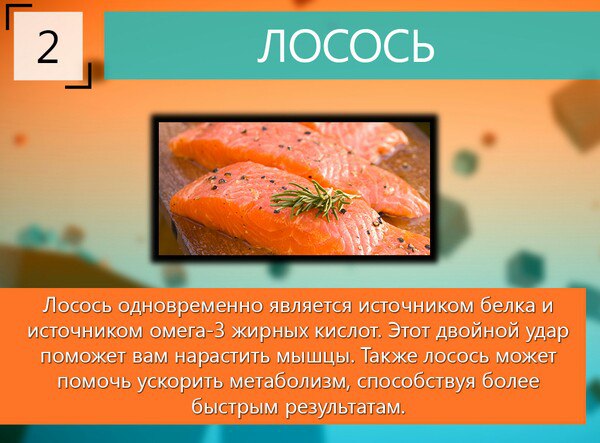 2
ЛОСОСЬ
Лосось одновременно является источником белка и
источником омега-3 жирных кислот. Этот двойной удар
поможет вам нарастить мышцы. Также лосось может
помочь ускорить метаболизм, способствуя более
быстрым результатам.